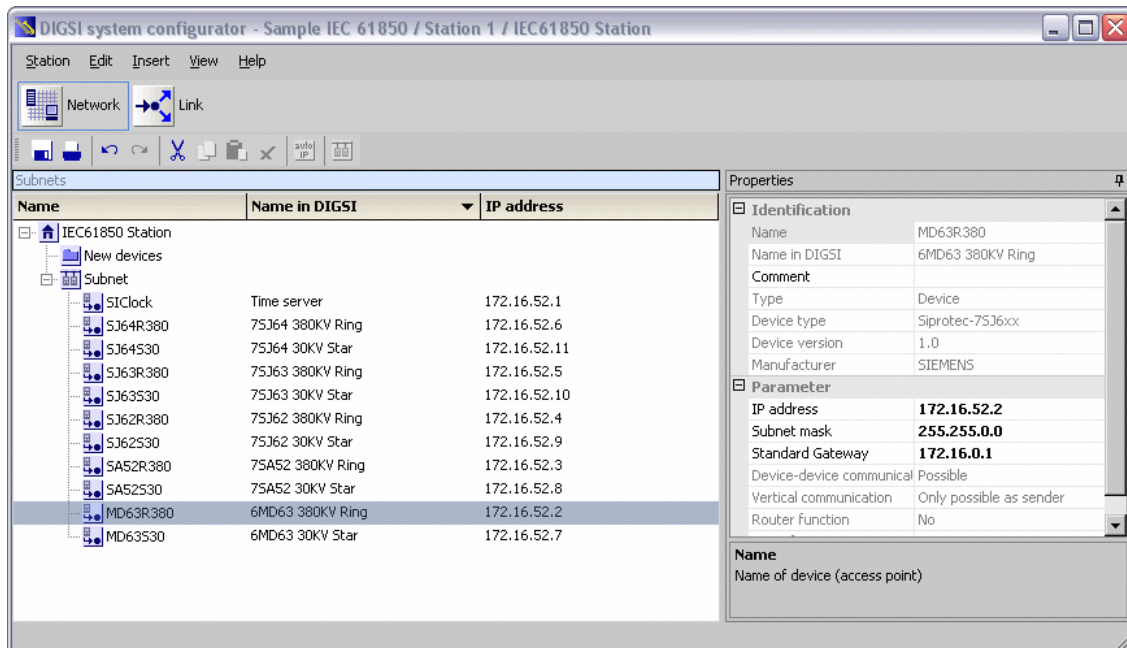 DIGSI system configurator - Sample IEC 61850 / Station 1 / IEC61850 Station
Station Edit Insert View Help
Network Link
auto IP
Subnets
Name Name in DIGSI IP address
IEC61850 Station
New devices
Subnet
SIClock Time server 172.16.52.1
SJ64R380 7SJ64 380KV Ring 172.16.52.6
SJ64S30 7SJ64 30KV Star 172.16.52.11
SJ63R380 7SJ63 380KV Ring 172.16.52.5
SJ63S30 7SJ63 30KV Star 172.16.52.10
SJ62R380 7SJ62 380KV Ring 172.16.52.4
SJ62S30 7SJ62 30KV Star 172.16.52.9
SA52R380 7SA52 380KV Ring 172.16.52.3
SA52S30 7SA52 30KV Star 172.16.52.8
MD63R380 6MD63 380KV Ring 172.16.52.2
MD63S30 6MD63 30KV Star 172.16.52.7
Properties
Identification
Name MD63R380
Name in DIGSI 6MD63 380KV Ring
Comment
Type Device
Device type Siprotec-7SJ6xx
Device version 1.0
Manufacturer SIEMENS
Parameter
IP address 172.16.52.2
Subnet mask 255.255.0.0
Standard Gateway 172.16.0.1
Device-device communical Possible
Vertical communication Only possible as sender
Router function No
Name
Name of device (access point)